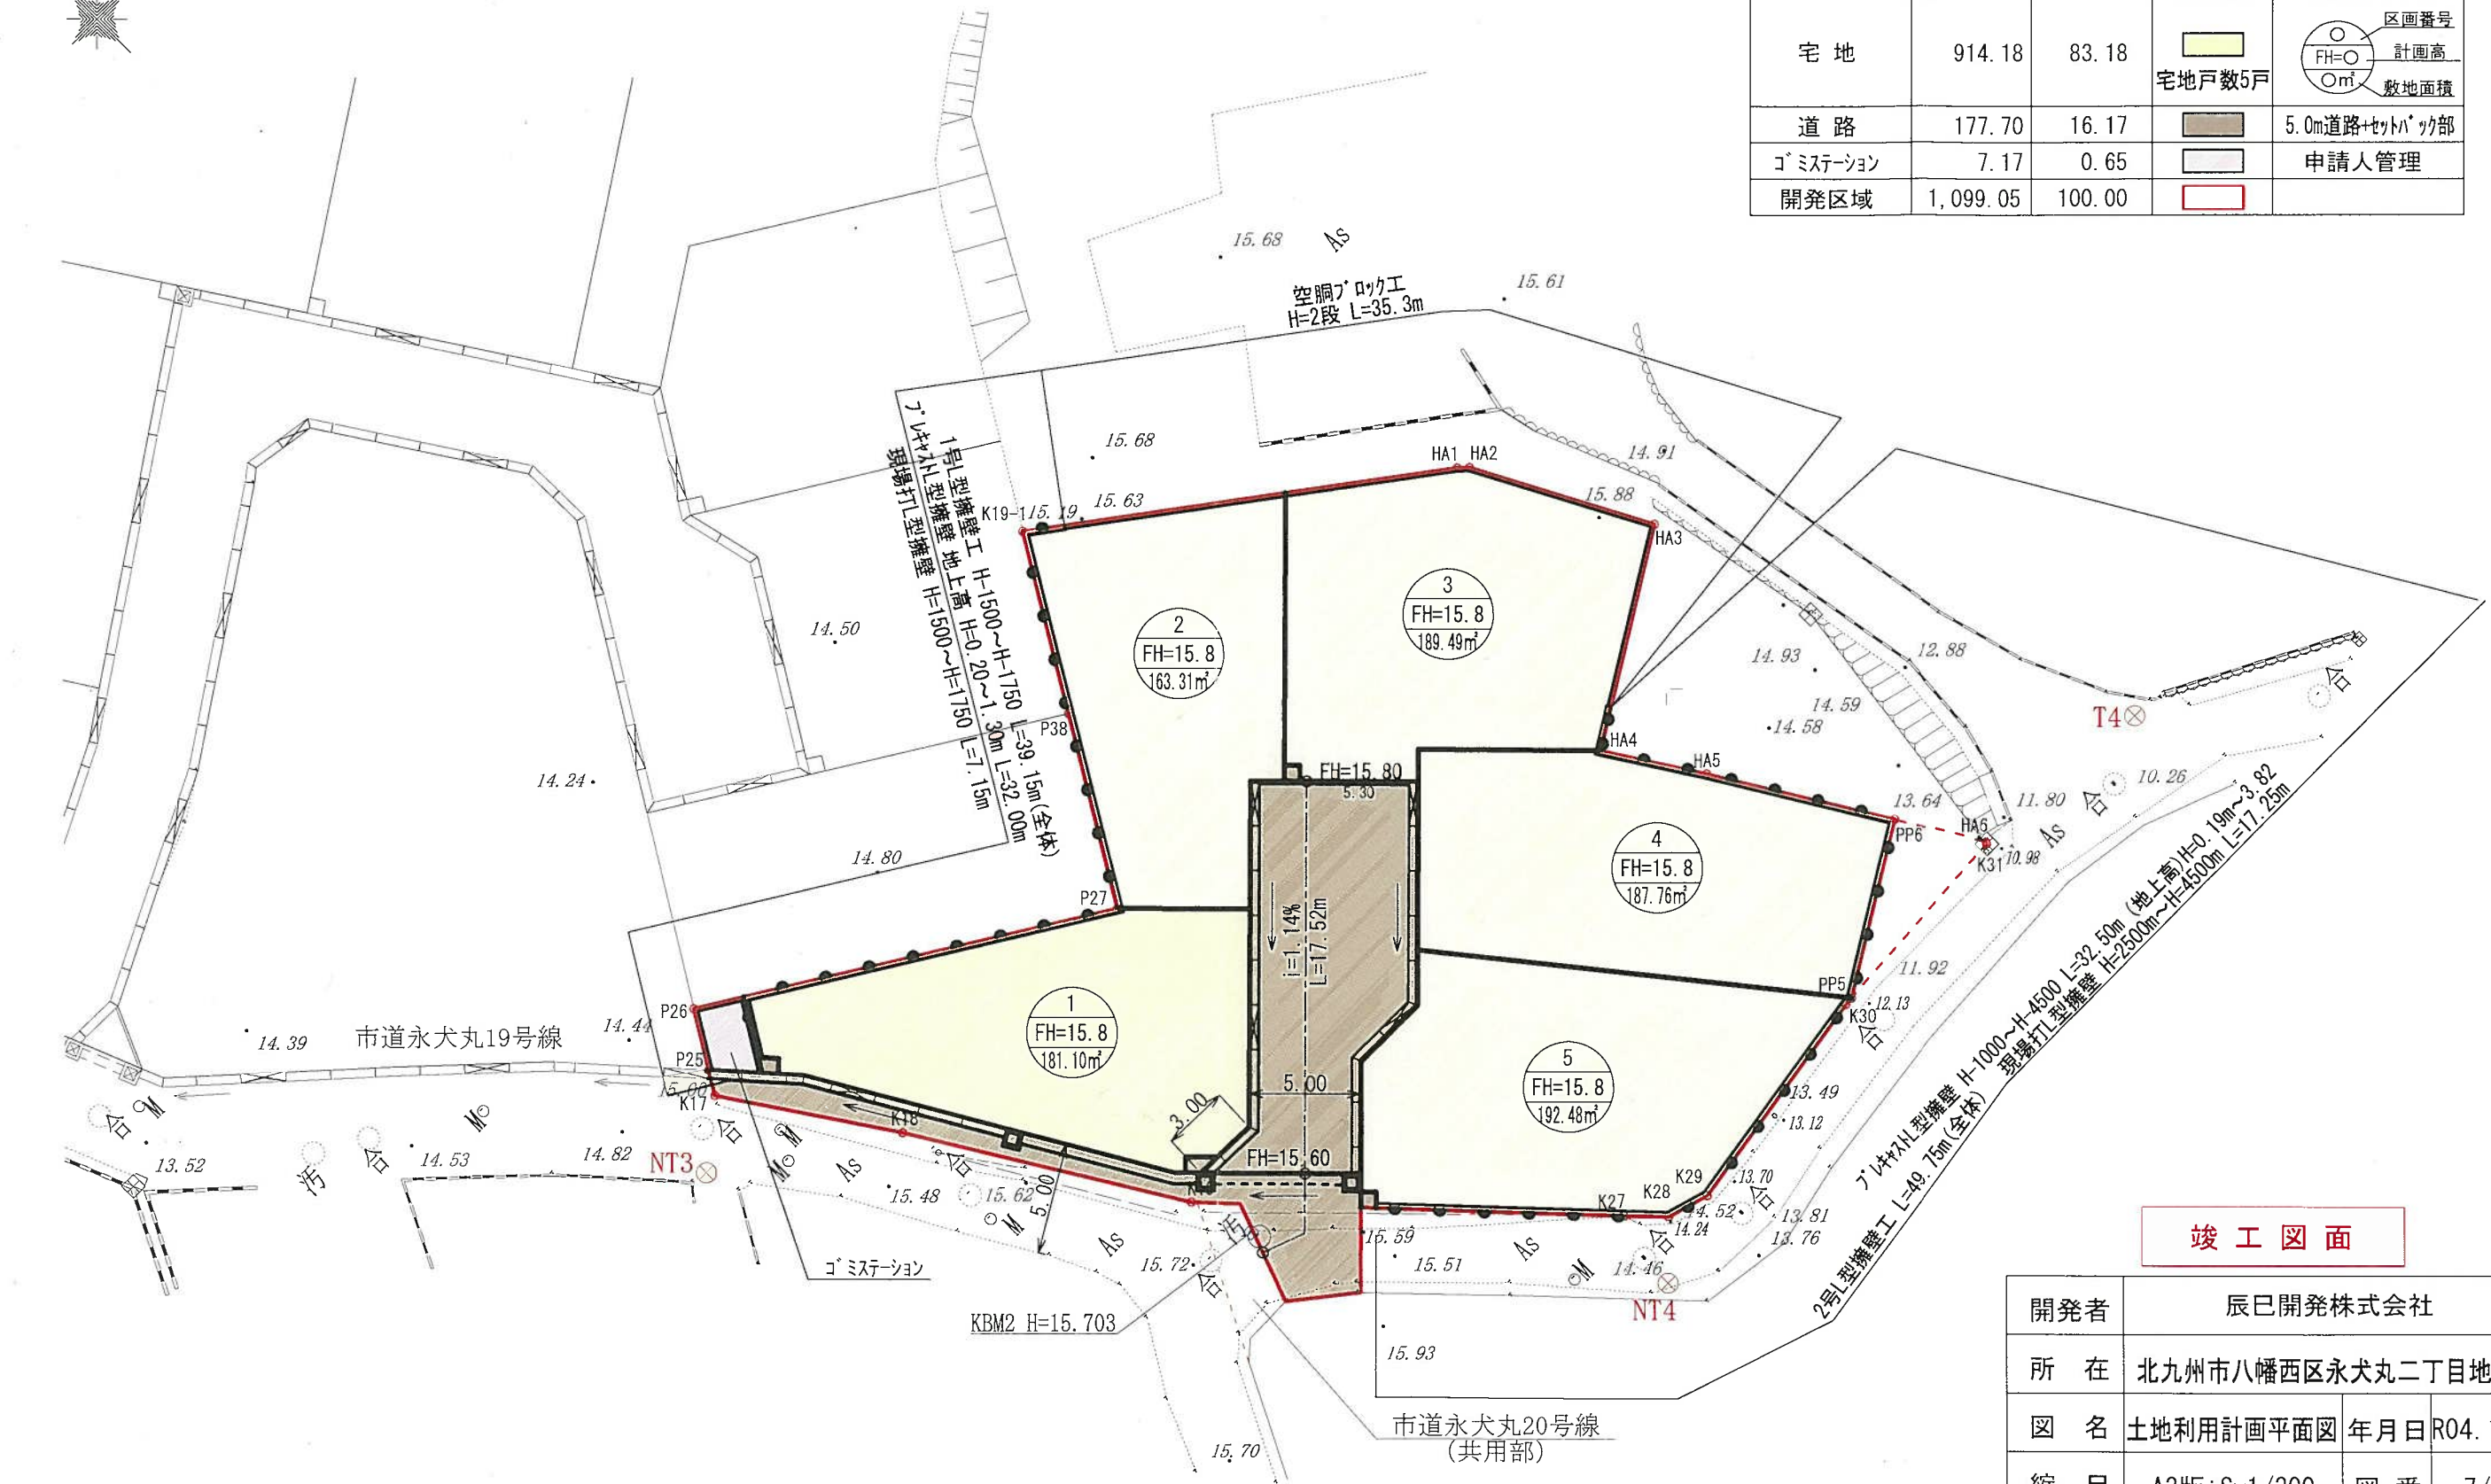 宅 地 914.18 83.18 宅地戸数5戸
区画番号
FH=○ 計画高
○㎡ 敷地面積
道 路 177.70 16.17 5.0m道路+セットバック部
ゴミステーション 7.17 0.65 申請人管理
開発区域 1,099.05 100.00
15.68 As
15.61
空胴ブロック工
H=2段 L=35.3m
15.68
HA1 HA2
14.91
K19-1 15.19 15.63
15.88
HA3
1号L型擁壁工 H-1500~H-1750 L=39.15m(全体)
プレキャストL型擁壁 地上高 H=0.20~1.30m L=32.00m
現場打L型擁壁 H=1500~H=1750 L=7.15m
14.50
2
FH=15.8
163.31㎡
3
FH=15.8
189.49㎡
14.93
12.88
14.59
14.58
T4
合
P38
HA4
HA5
14.24
FH=15.80
5.30
13.64
11.80
合
10.26
PP6
HA6
As
K31
10.98
14.80
4
FH=15.8
187.76㎡
P27
i=1.14%
L=17.52m
11.92
PP5
12.13
K30
合
P26
14.39
市道永犬丸19号線
14.44
1
FH=15.8
181.10㎡
5
FH=15.8
192.48㎡
P25
15.00
K17
K18
5.00
3.00
13.49
13.12
プレキャストL型擁壁 H-1000~H-4500 L=32.50m (地上高)H=0.19m~3.82
現場打L型擁壁 H=2500m~H=4500m L=17.25m
2号L型擁壁工 L=49.75m(全体)
合 M
13.52
汚
合
14.53
M
14.82
NT3
合
M
M
As
合
15.48
15.62
M
5.00
FH=15.60
As
K27
K28
K29
13.70
14.52
合
13.81
14.24
13.76
合
15.59
As
15.51
M
14.46
NT4
15.72
合
汚
ゴミステーション
KBM2 H=15.703
15.93
市道永犬丸20号線
(共用部)
15.70
竣工図面
開発者 辰巳開発株式会社
所 在 北九州市八幡西区永犬丸二丁目地
図 名 土地利用計画平面図 年月日 R04.